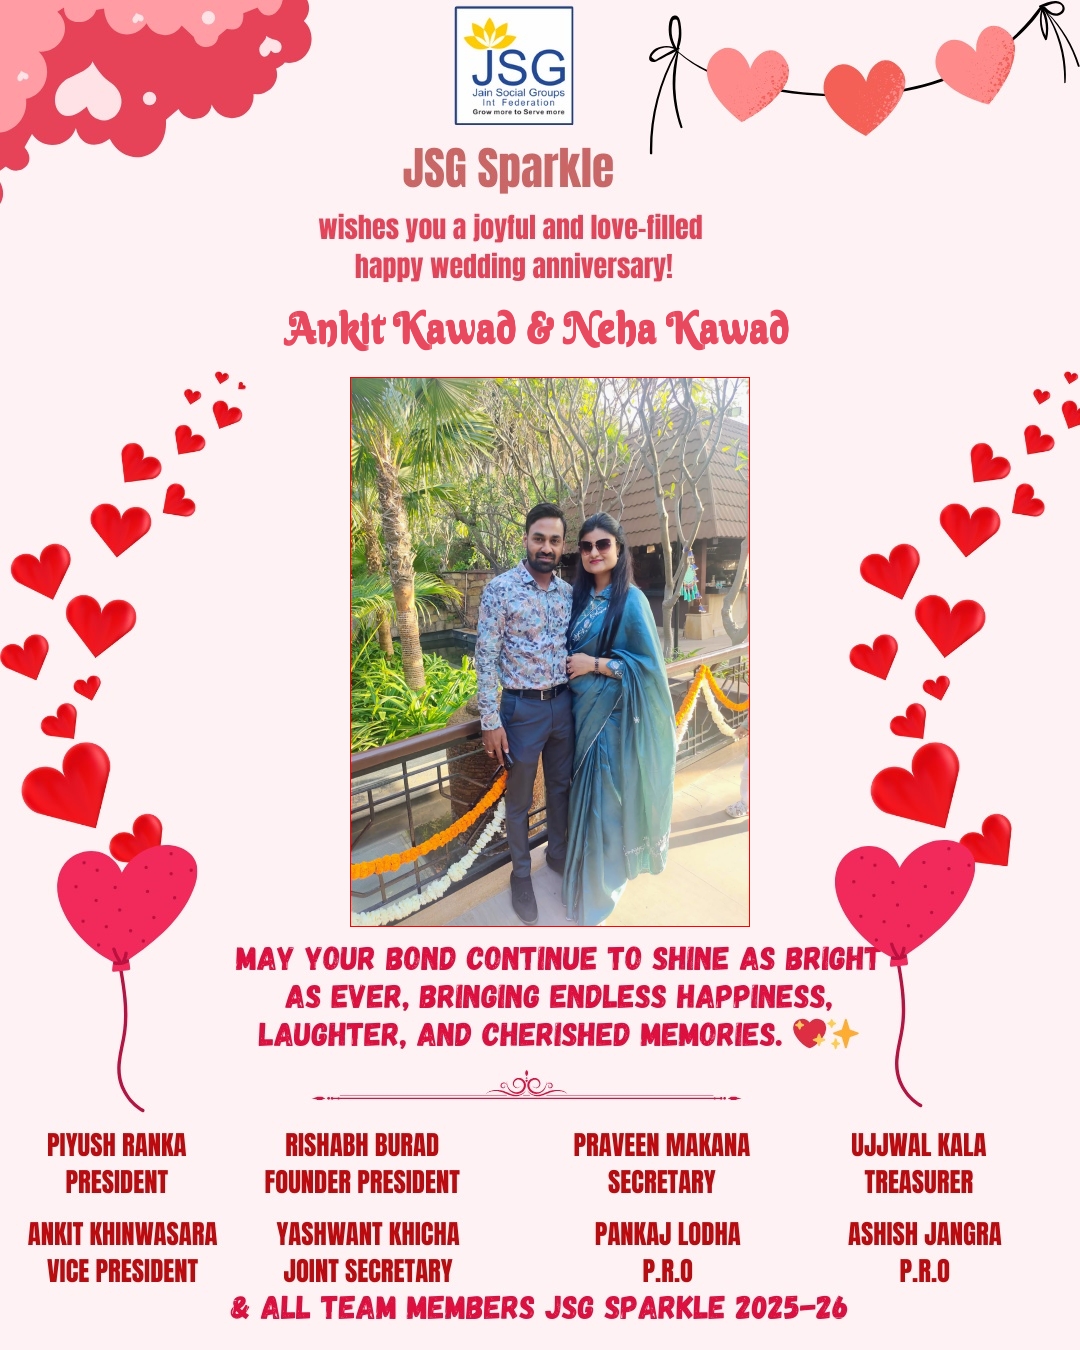 JSG
Jain Social Groups
Int Federation
Grow more to Serve more
JSG Sparkle
wishes you a joyful and love-filled
happy wedding anniversary!
Ankit Kawad & Neha Kawad
MAY YOUR BOND CONTINUE TO SHINE AS BRIGHT
AS EVER, BRINGING ENDLESS HAPPINESS,
LAUGHTER, AND CHERISHED MEMORIES. 💖✨
PIYUSH RANKA
PRESIDENT
RISHABH BURAD
FOUNDER PRESIDENT
PRAVEEN MAKANA
SECRETARY
UJJWAL KALA
TREASURER
ANKIT KHINWASARA
VICE PRESIDENT
YASHWANT KHICHA
JOINT SECRETARY
PANKAJ LODHA
P.R.O
ASHISH JANGRA
P.R.O
& ALL TEAM MEMBERS JSG SPARKLE 2025-26